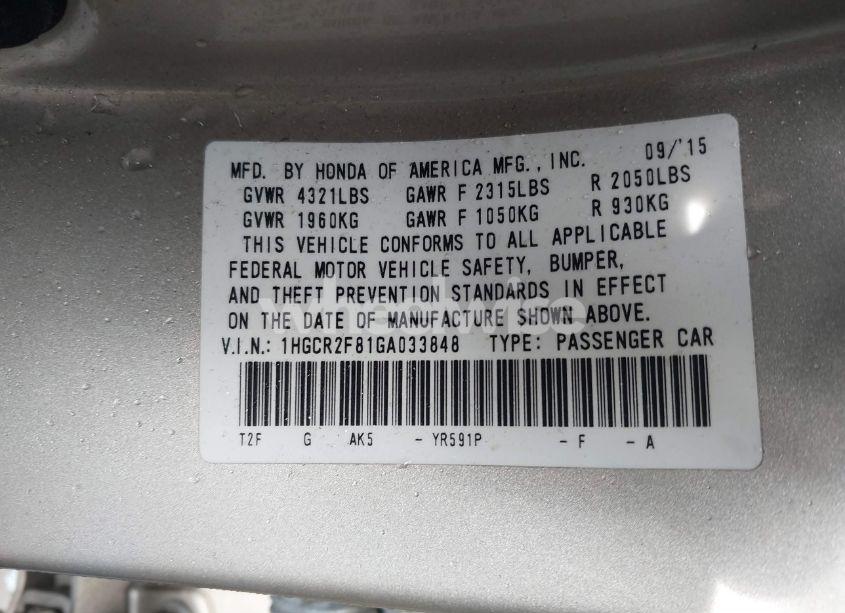 MFD. BY HONDA OF AMERICA MFG., INC. 09/'15
GVWR 4321LBS GAWR F 2315LBS R 2050LBS
GVWR 1960KG GAWR F 1050KG R 930KG
THIS VEHICLE CONFORMS TO ALL APPLICABLE
FEDERAL MOTOR VEHICLE SAFETY, BUMPER,
AND THEFT PREVENTION STANDARDS IN EFFECT
ON THE DATE OF MANUFACTURE SHOWN ABOVE.
V.I.N.: 1HGCR2F81GA033848 TYPE: PASSENGER CAR
T2F G AK5 -YR591P -F -A